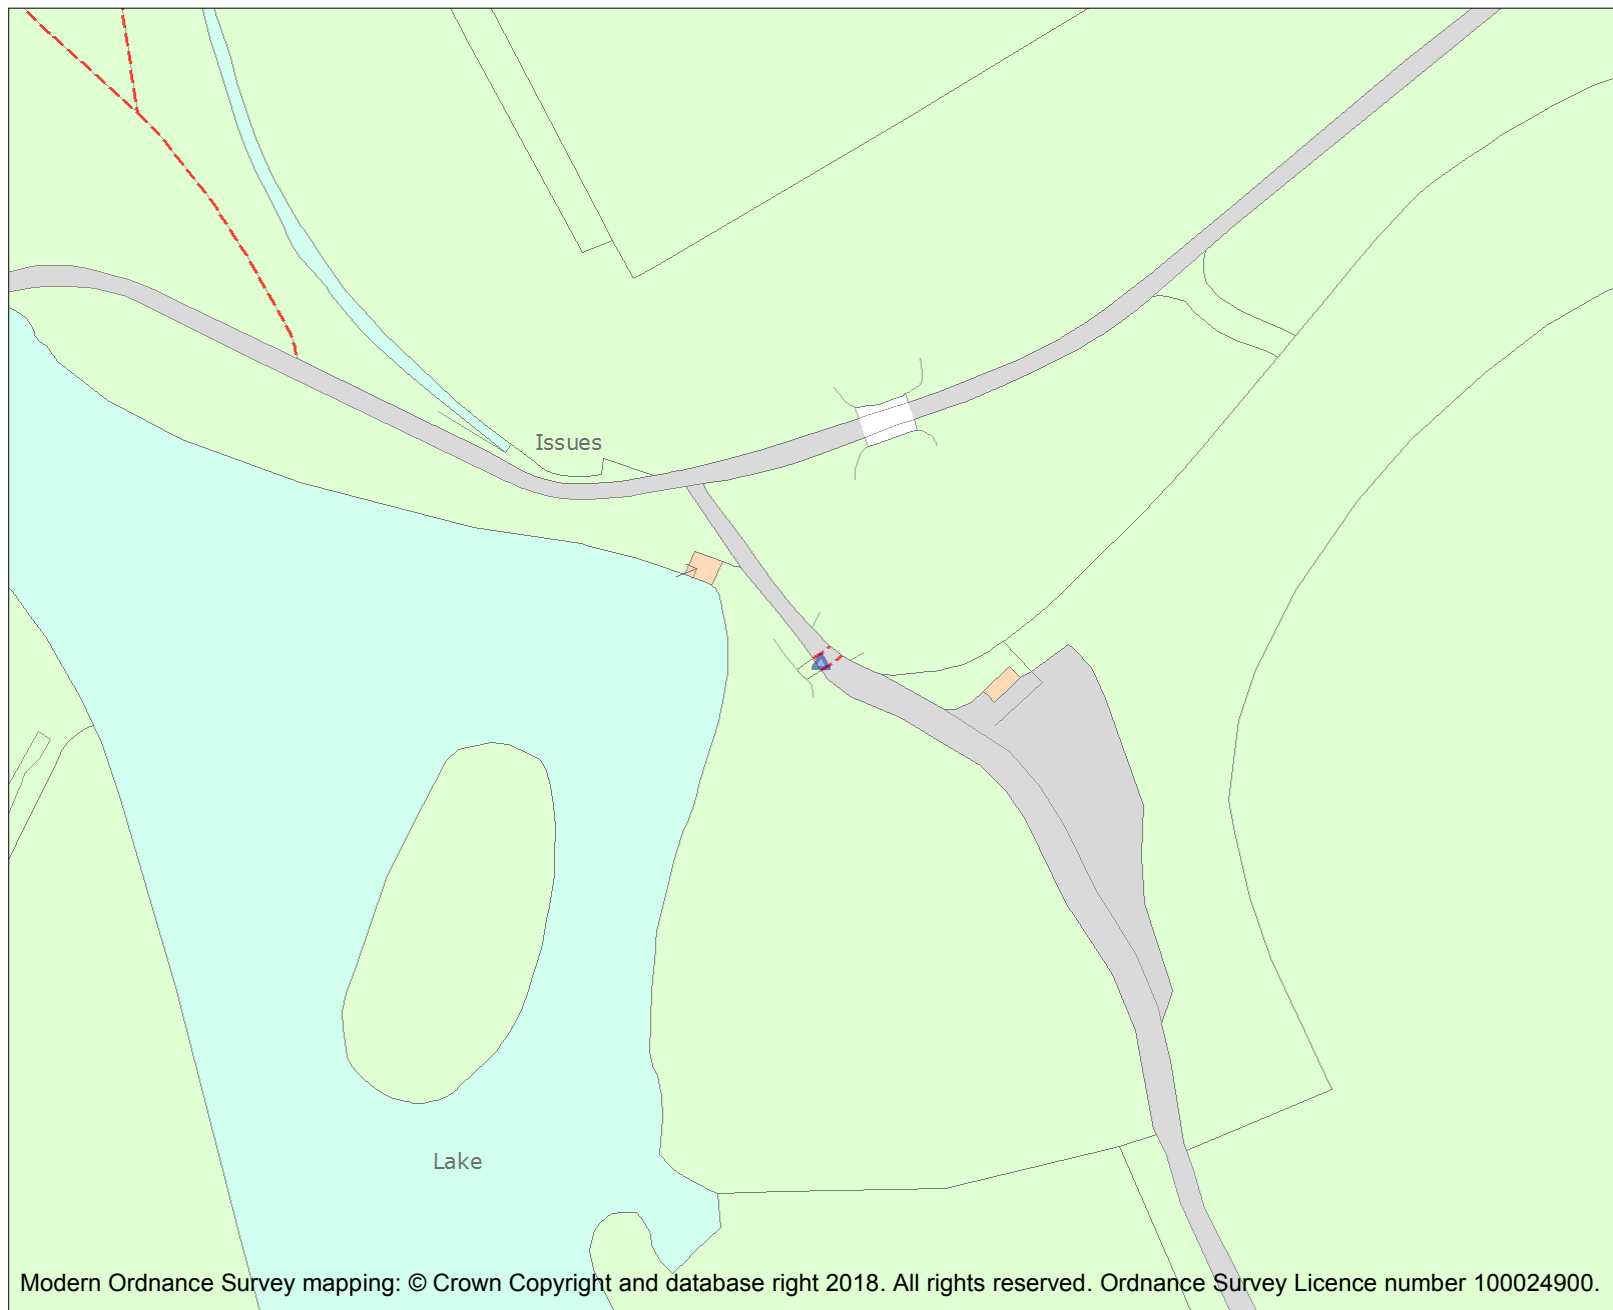 Issues
Lake
Modern Ordnance Survey mapping: © Crown Copyright and database right 2018. All rights reserved. Ordnance Survey Licence number 100024900.